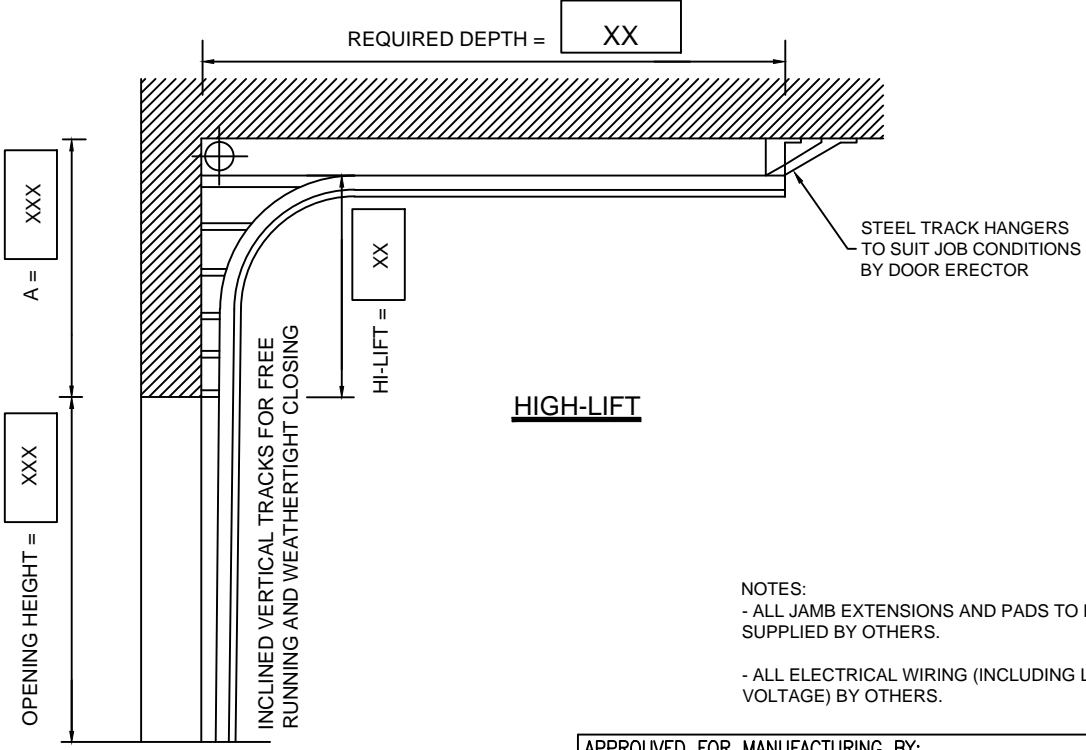 REQUIRED DEPTH = XX
A = XXX
HI-LIFT = XX
STEEL TRACK HANGERS
TO SUIT JOB CONDITIONS
BY DOOR ERECTOR
HIGH-LIFT
OPENING HEIGHT = XXX
INCLINED VERTICAL TRACKS FOR FREE
RUNNING AND WEATHERTIGHT CLOSING
NOTES:
- ALL JAMB EXTENSIONS AND PADS TO
SUPPLIED BY OTHERS.
- ALL ELECTRICAL WIRING (INCLUDING
VOLTAGE) BY OTHERS.
APPROUVED FOR MANUFACTURING BY: